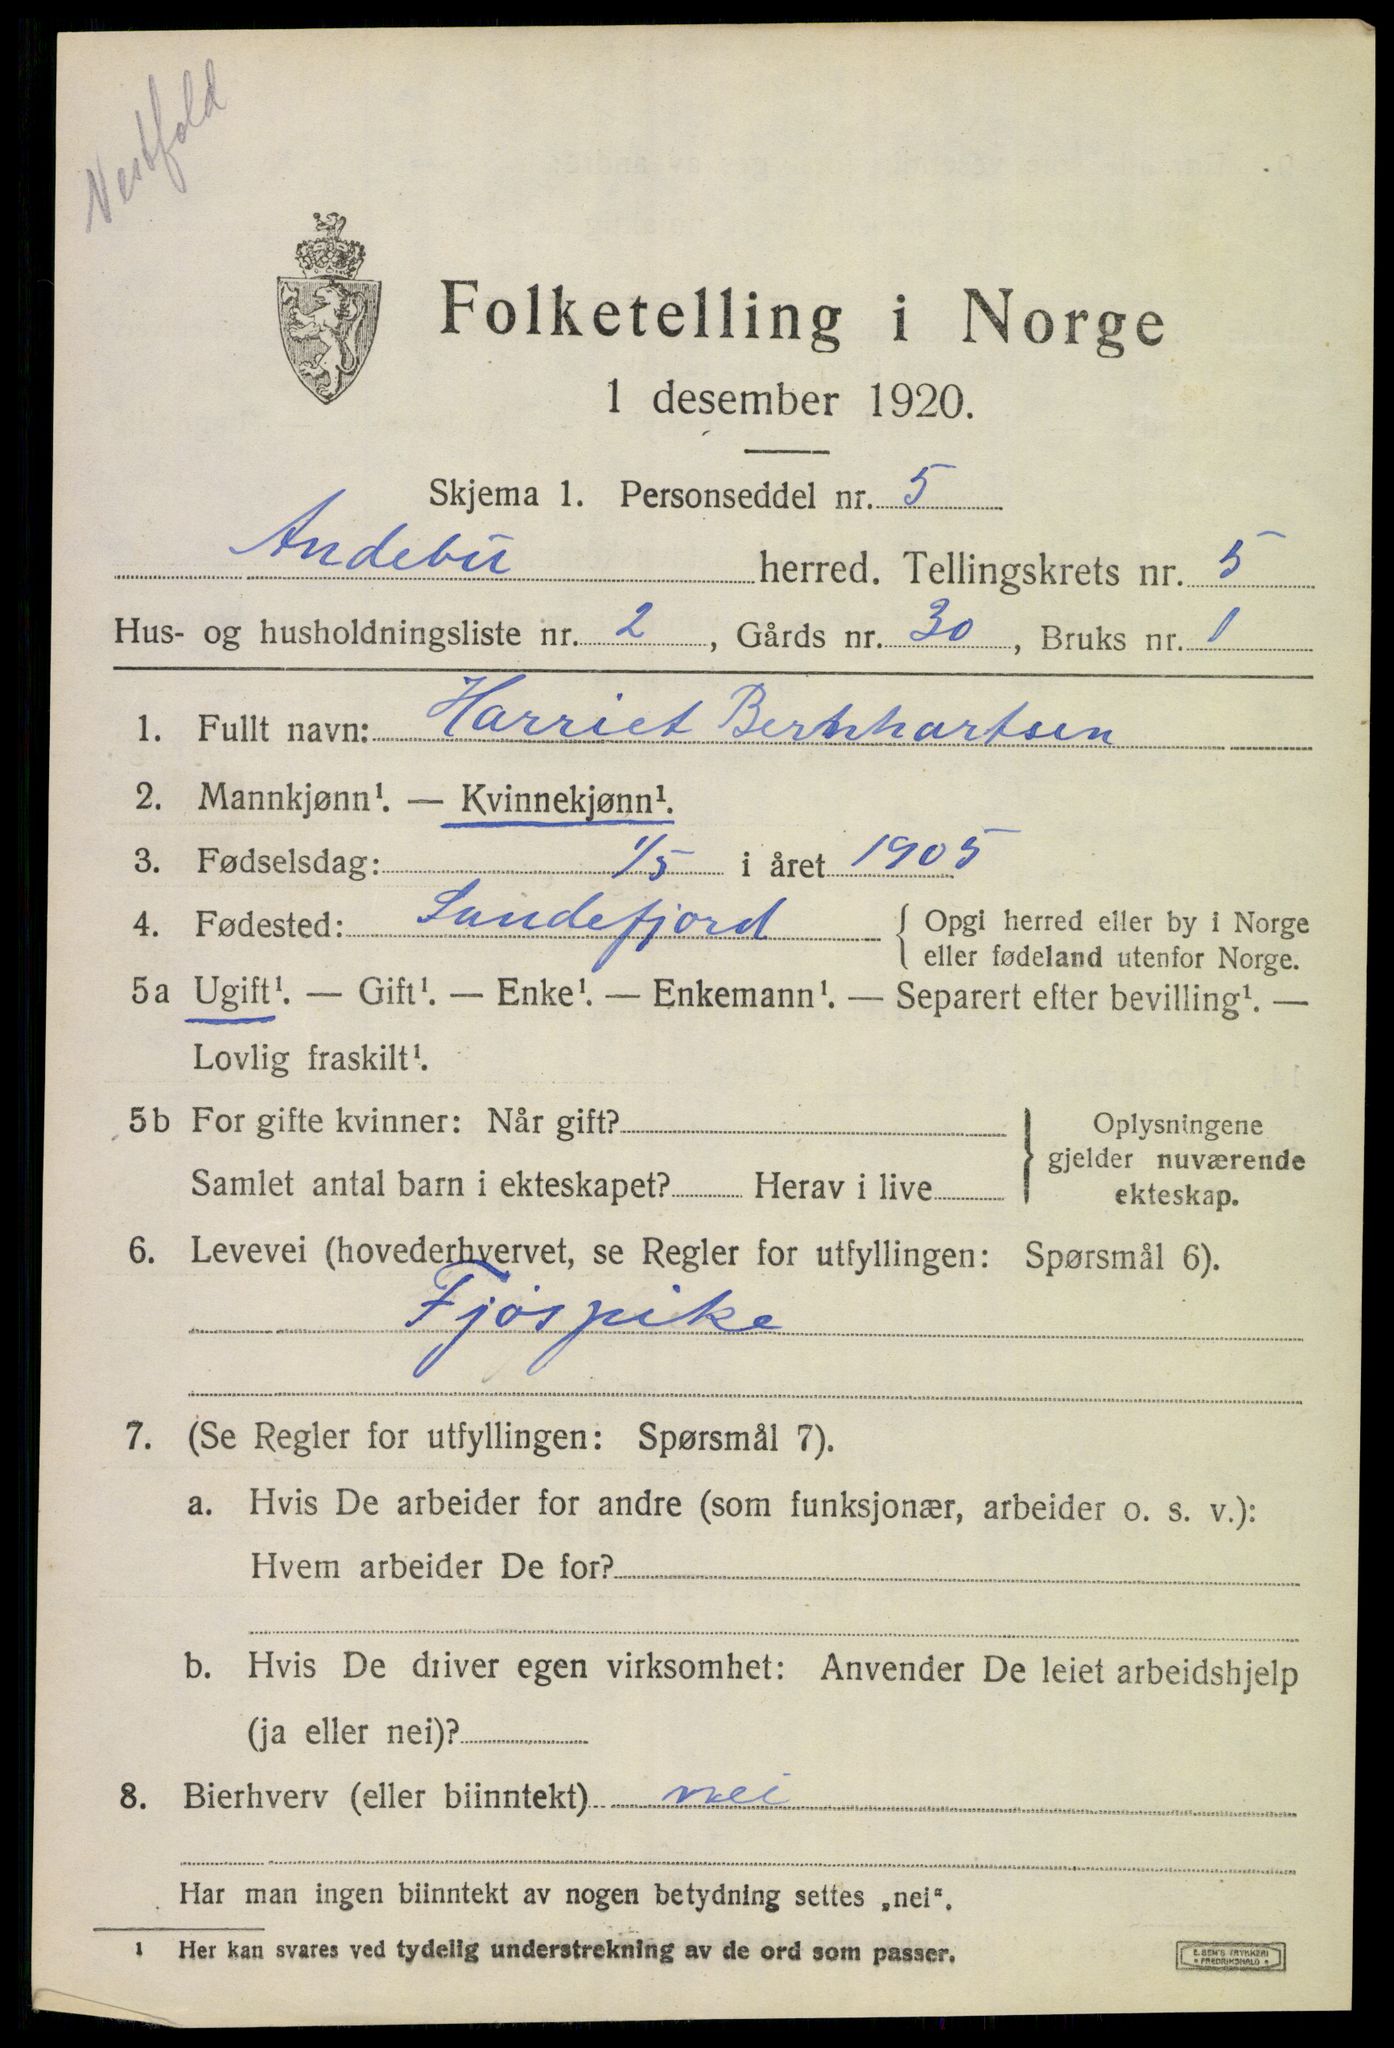 Vestfold
Folketelling i Norge
1 desember 1920.
Skjema 1. Personseddel nr. 5
Andebu herred. Tellingskrets nr. 5
Hus- og husholdningsliste nr. 2, Gårds nr. 30, Bruks nr. 1
1. Fullt navn: Harriet Bernhartsen
2. Mannkjønn¹. — Kvinnekjønn¹.
3. Fødselsdag: 1/5 i året 1905
4. Fødested: Sandefjord { Opgi herred eller by i Norge
eller fødeland utenfor Norge.
5a Ugift¹. — Gift¹. — Enke¹. — Enkemann¹. — Separert efter bevilling¹. —
Lovlig fraskilt¹.
5b For gifte kvinner: Når gift? } Oplysningene
gjelder nuværende
Samlet antal barn i ekteskapet? Herav i live
ekteskap.
6. Levevei (hovederhvervet, se Regler for utfyllingen: Spørsmål 6).
Fjøspike
7. (Se Regler for utfyllingen: Spørsmål 7).
a. Hvis De arbeider for andre (som funksjonær, arbeider o. s. v.):
Hvem arbeider De for?
b. Hvis De driver egen virksomhet: Anvender De leiet arbeidshjelp
(ja eller nei)?
8. Bierhverv (eller biinntekt) nei
Har man ingen biinntekt av nogen betydning settes „nei“.
¹ Her kan svares ved tydelig understrekning av de ord som passer.
E. SEM'S TRYKKERI
• FREDRIKSHALD •